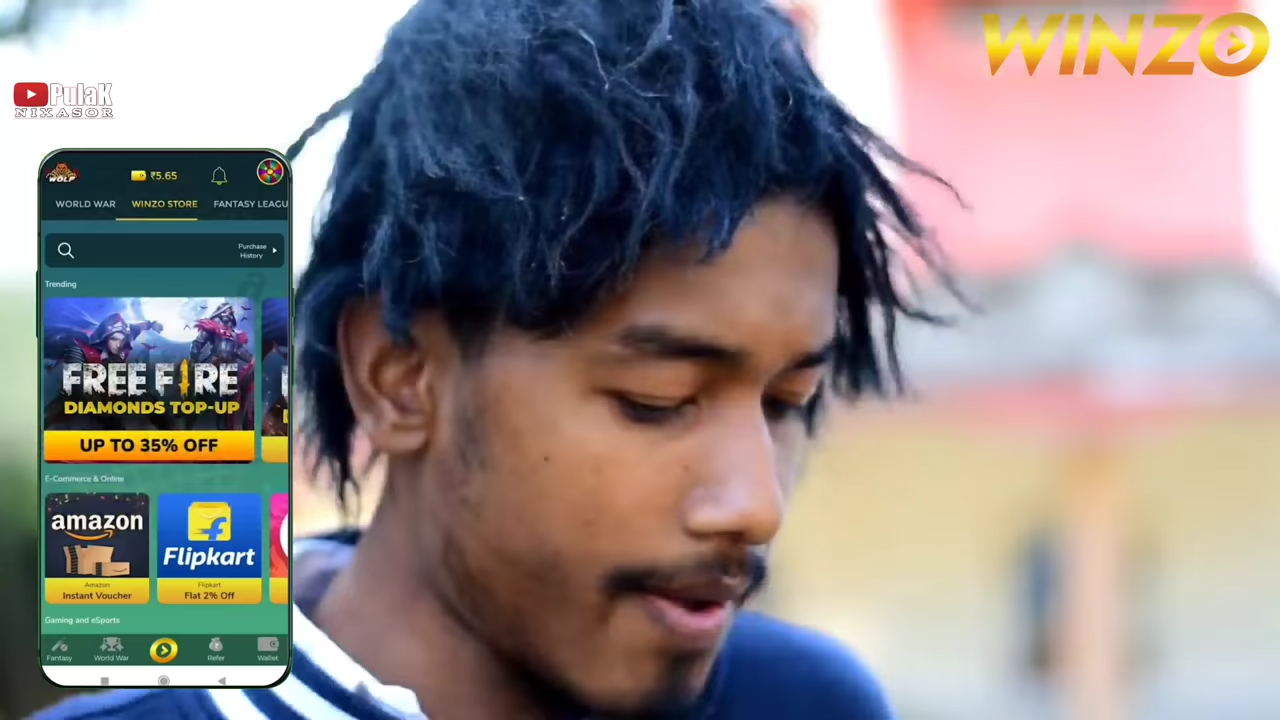 WINZO
PulaK
NIXASOR
WOLF
₹5.65
WORLD WAR
WINZO STORE
FANTASY LEAGU
Purchase
History
Trending
FREE FIRE
DIAMONDS TOP-UP
UP TO 35% OFF
E-Commerce & Online
amazon
Flipkart
Amazon
Instant Voucher
Flipkart
Flat 2% Off
Gaming and eSports
Fantasy
World War
Refer
Wallet